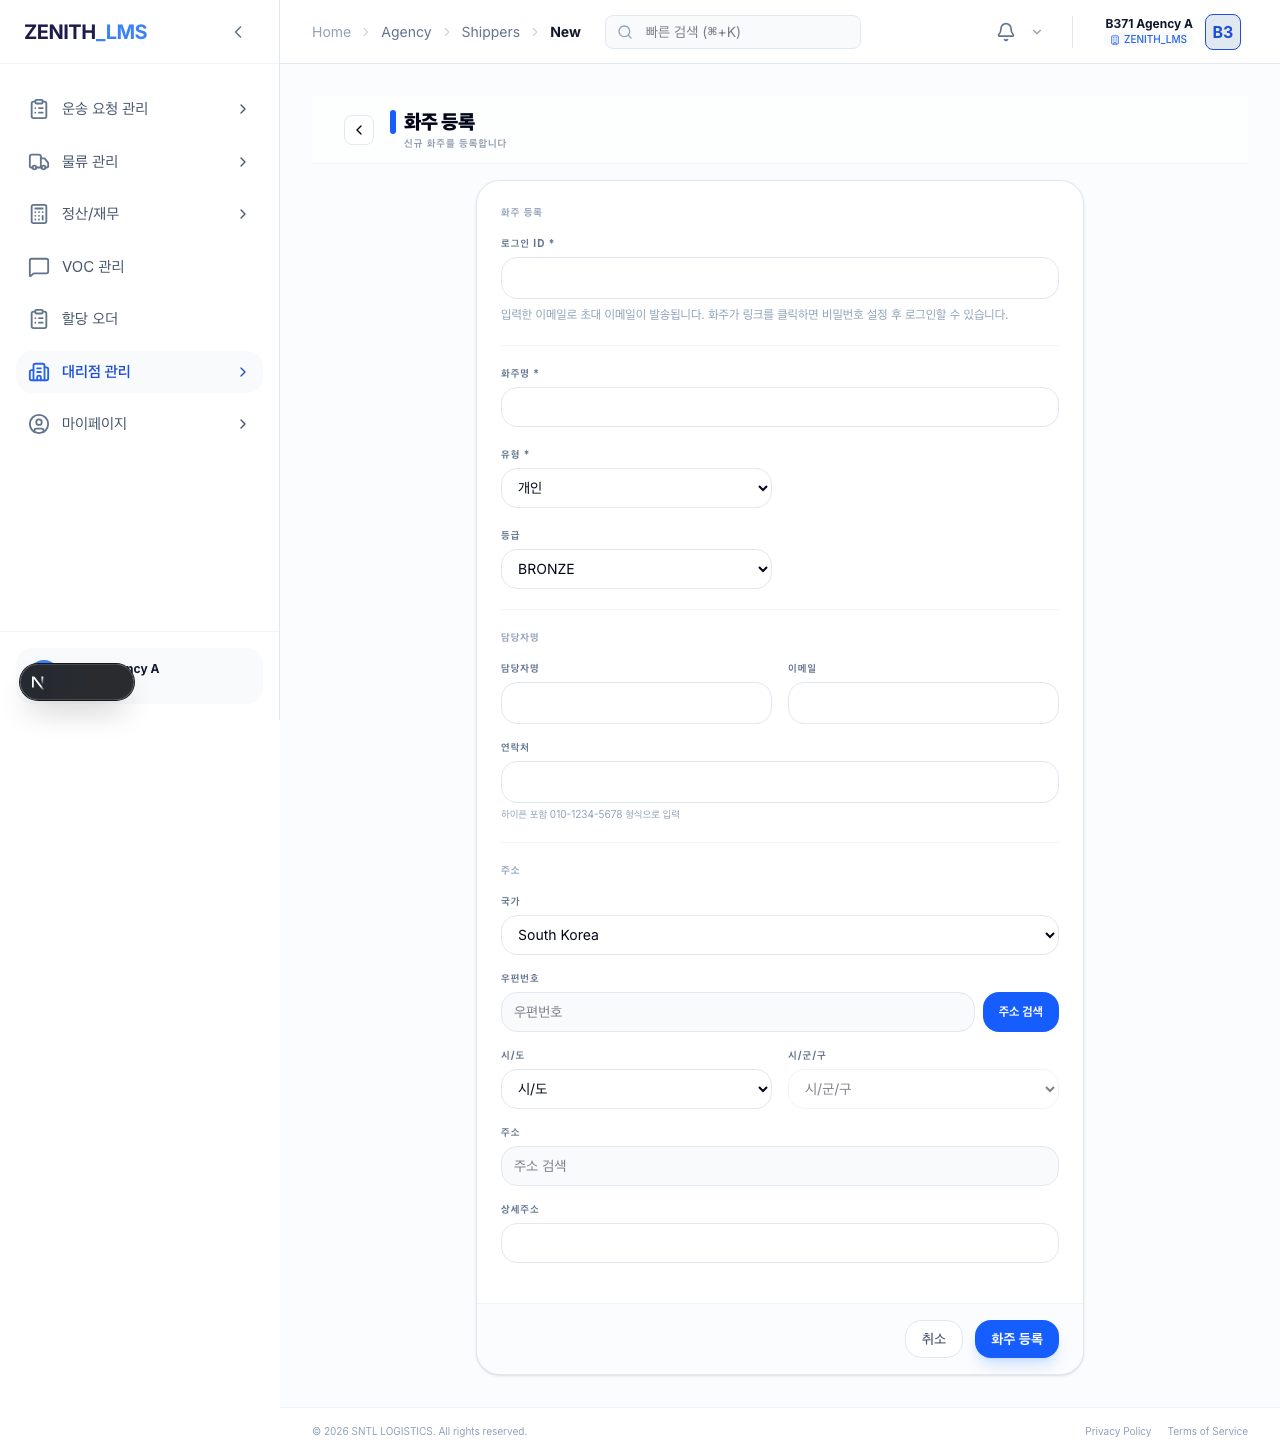 ZENITH_LMS
Home
Agency
Shippers
New
빠른 검색 (⌘+K)
B371 Agency A
ZENITH_LMS
B3
운송 요청 관리
물류 관리
정산/재무
VOC 관리
할당 오더
대리점 관리
마이페이지
ncy A
N
화주 등록
신규 화주를 등록합니다
화주 등록
로그인 ID *
입력한 이메일로 초대 이메일이 발송됩니다. 화주가 링크를 클릭하면 비밀번호 설정 후 로그인할 수 있습니다.
화주명 *
유형 *
개인
등급
BRONZE
담당자명
담당자명
이메일
연락처
하이픈 포함 010-1234-5678 형식으로 입력
주소
국가
South Korea
우편번호
우편번호
주소 검색
시/도
시/군/구
시/도
시/군/구
주소
주소 검색
상세주소
취소
화주 등록
© 2026 SNTL LOGISTICS. All rights reserved.
Privacy Policy
Terms of Service